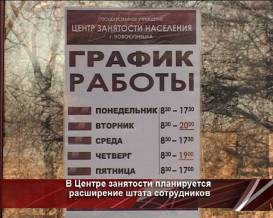 ГОСУДАРСТВЕННОЕ УЧРЕЖДЕНИЕ
ЦЕНТР ЗАНЯТОСТИ НАСЕЛЕНИЯ
г. НОВОКУЗНЕЦКА
ГРАФИК
РАБОТЫ
ПОНЕДЕЛЬНИК 8³⁰ – 17³⁰
ВТОРНИК 8³⁰ – 20⁰⁰
СРЕДА 8³⁰ – 17³⁰
ЧЕТВЕРГ 8³⁰ – 19⁰⁰
ПЯТНИЦА 8³⁰ – 17⁰⁰
В Центре занятости планируется
расширение штата сотрудников